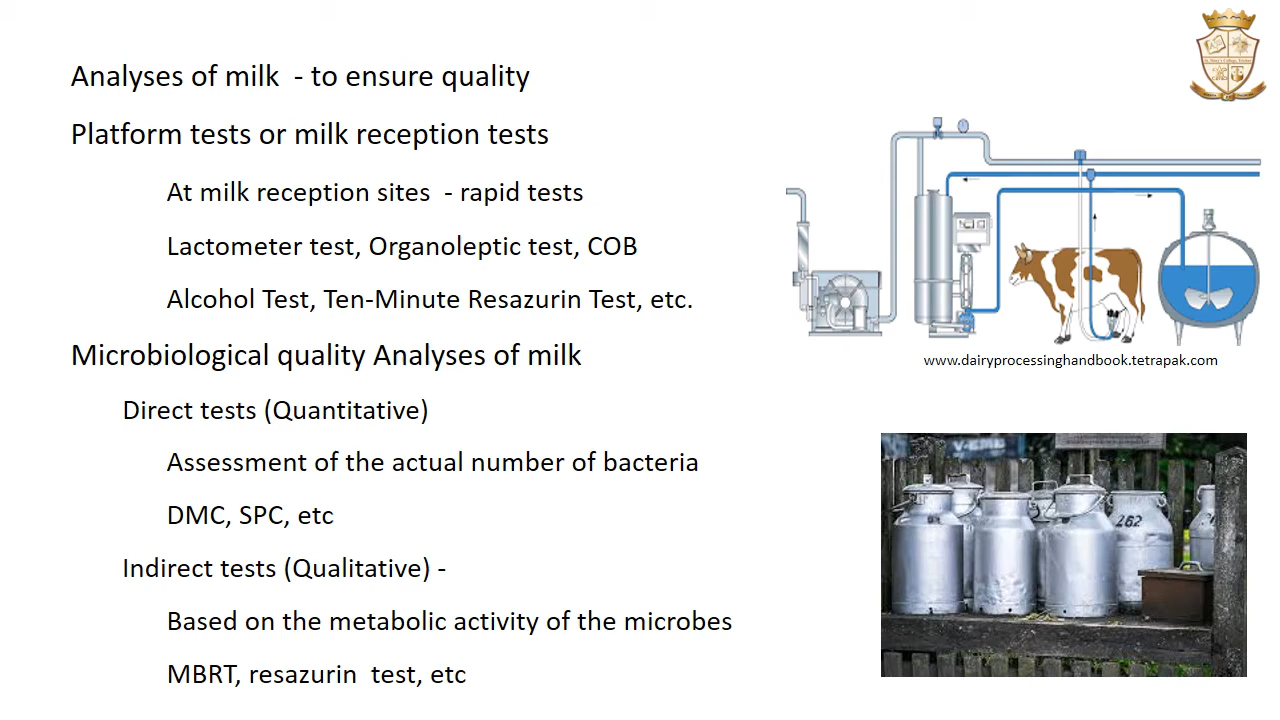 Analyses of milk  - to ensure quality
Platform tests or milk reception tests
At milk reception sites  - rapid tests
Lactometer test, Organoleptic test, COB
Alcohol Test, Ten-Minute Resazurin Test, etc.
Microbiological quality Analyses of milk
Direct tests (Quantitative)
Assessment of the actual number of bacteria
DMC, SPC, etc
Indirect tests (Qualitative) -
Based on the metabolic activity of the microbes
MBRT, resazurin  test, etc
www.dairyprocessinghandbook.tetrapak.com
262